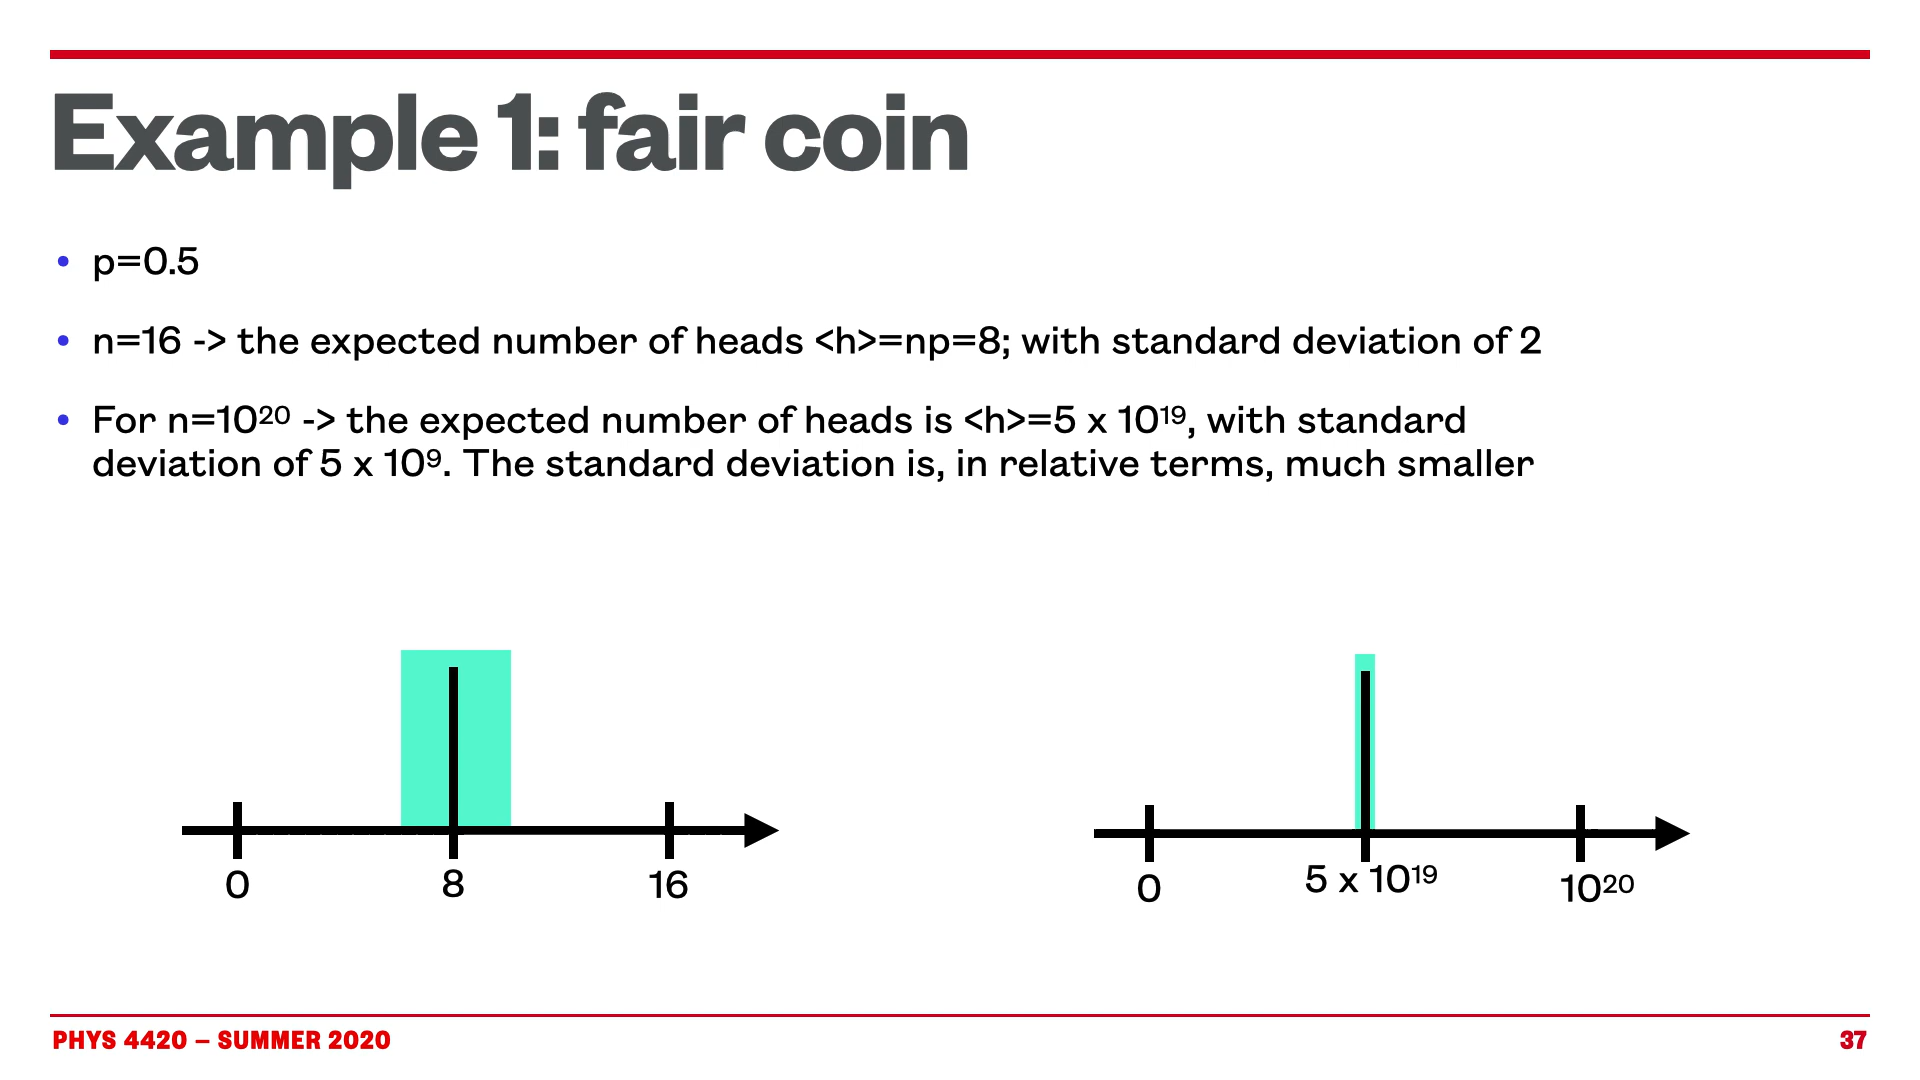 Example 1: fair coin
• p=0.5
• n=16 -> the expected number of heads <h>=np=8; with standard deviation of 2
• For n=10²⁰ -> the expected number of heads is <h>=5 x 10¹⁹, with standard
deviation of 5 x 10⁹. The standard deviation is, in relative terms, much smaller
0 8 16
0 5 x 10¹⁹ 10²⁰
PHYS 4420 – SUMMER 2020
37